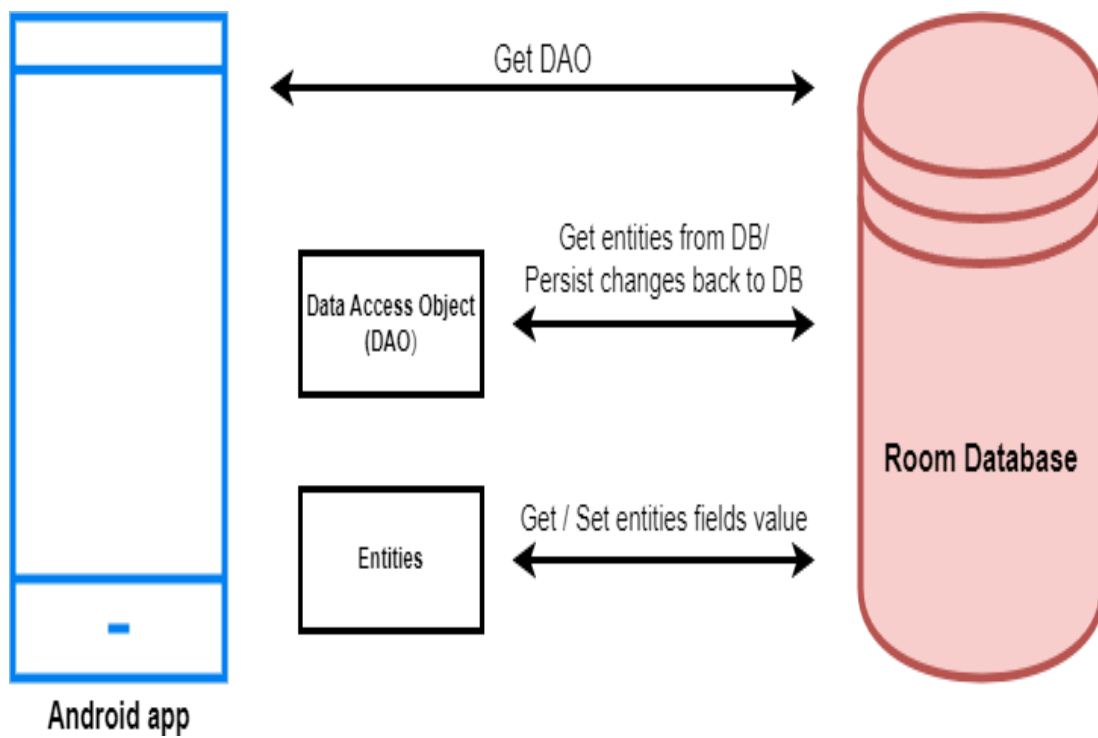 Get DAO
Get entities from DB/
Persist changes back to DB
Data Access Object
(DAO)
Room Database
Get / Set entities fields value
Entities
Android app